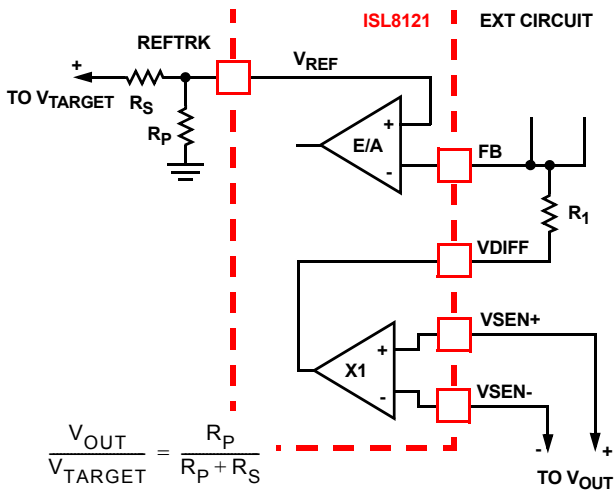 ISL8121
EXT CIRCUIT
REFTRK
VREF
+
TO VTARGET
RS
RP
+
E/A
-
FB
R1
VDIFF
VSEN+
+
X1
-
VSEN-
- +
TO VOUT
VOUT / VTARGET = RP / RP + RS